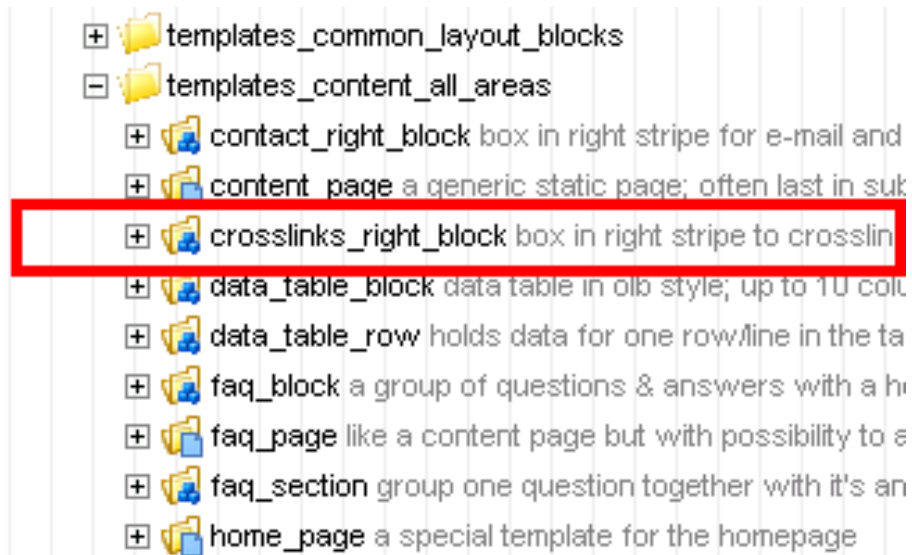 templates_common_layout_blocks
templates_content_all_areas
contact_right_block box in right stripe for e-mail and
content_page a generic static page; often last in sub
crosslinks_right_block box in right stripe to crosslin
data_table_block data table in olb style; up to 10 colu
data_table_row holds data for one row/line in the ta
faq_block a group of questions & answers with a he
faq_page like a content page but with possibility to a
faq_section group one question together with it's an
home_page a special template for the homepage